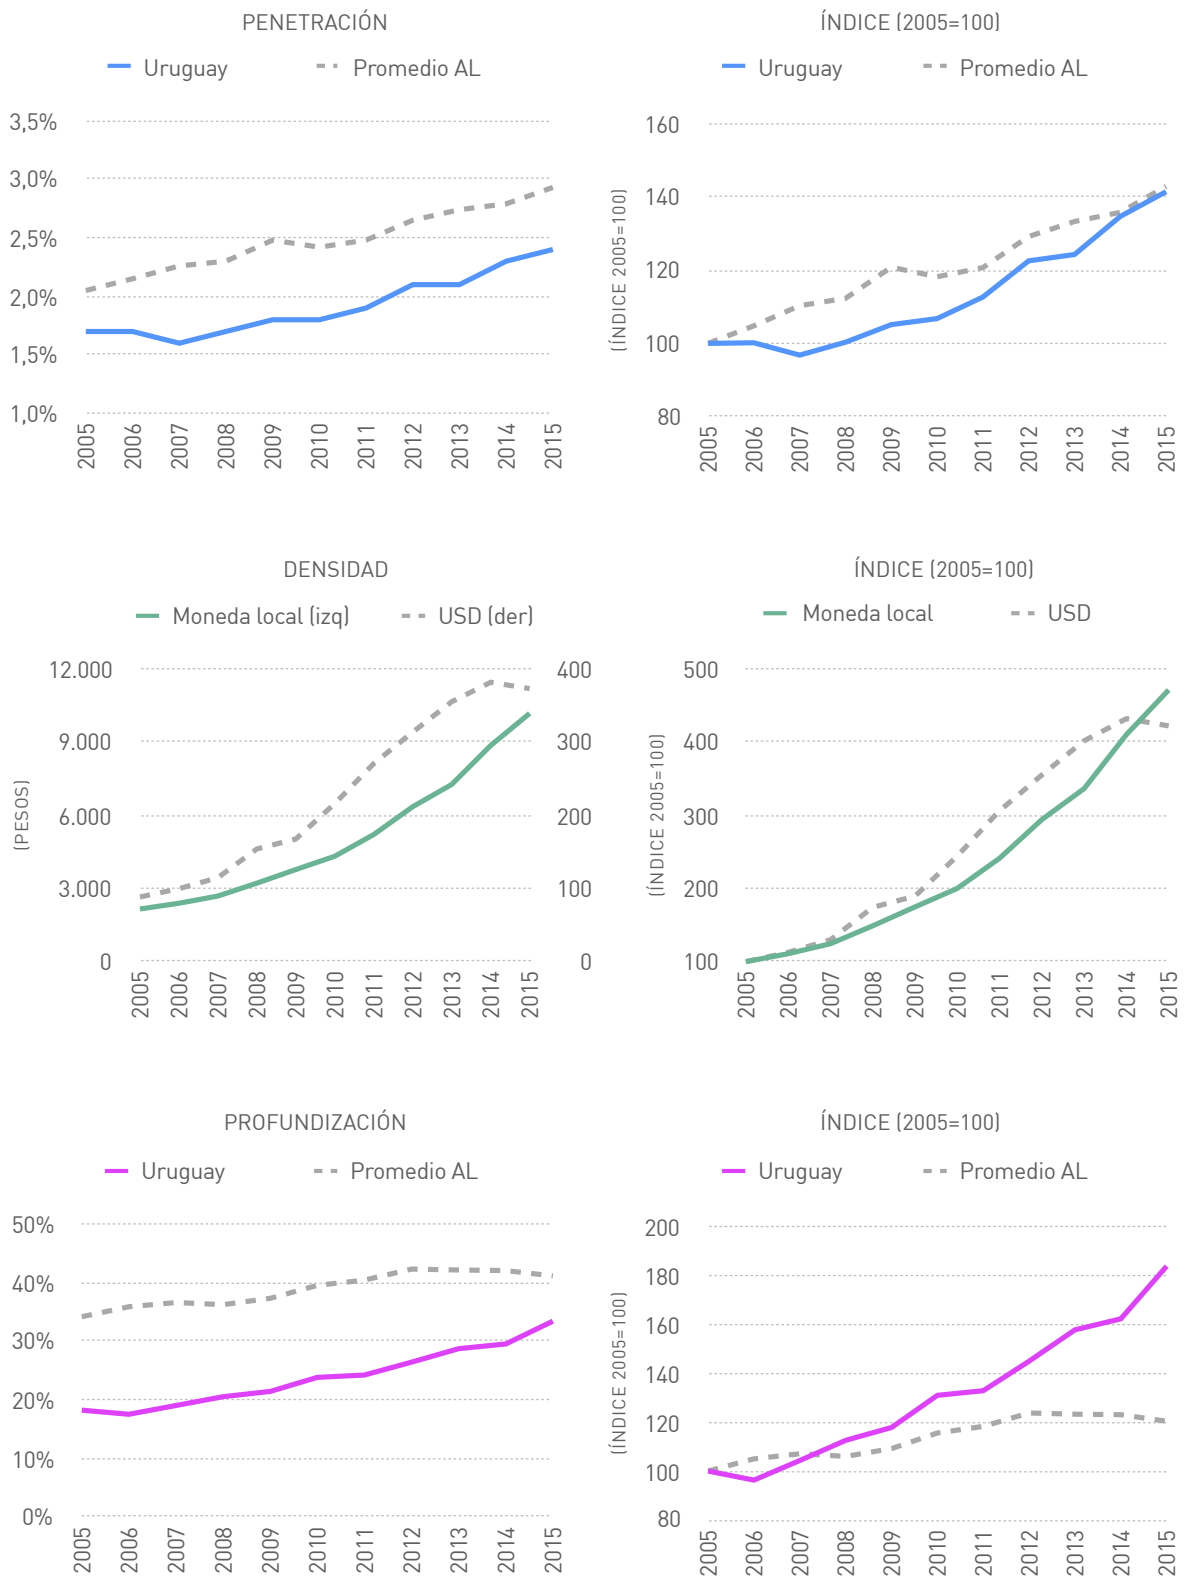 PENETRACIÓN
Uruguay Promedio AL
3,5%
3,0%
2,5%
2,0%
1,5%
1,0%
2005 2006 2007 2008 2009 2010 2011 2012 2013 2014 2015
ÍNDICE (2005=100)
Uruguay Promedio AL
(ÍNDICE 2005=100)
160
140
120
100
80
2005 2006 2007 2008 2009 2010 2011 2012 2013 2014 2015
DENSIDAD
Moneda local (izq) USD (der)
(PESOS)
12.000 400
9.000 300
6.000 200
3.000 100
0 0
2005 2006 2007 2008 2009 2010 2011 2012 2013 2014 2015
ÍNDICE (2005=100)
Moneda local USD
(ÍNDICE 2005=100)
500
400
300
200
100
2005 2006 2007 2008 2009 2010 2011 2012 2013 2014 2015
PROFUNDIZACIÓN
Uruguay Promedio AL
50%
40%
30%
20%
10%
0%
2005 2006 2007 2008 2009 2010 2011 2012 2013 2014 2015
ÍNDICE (2005=100)
Uruguay Promedio AL
(ÍNDICE 2005=100)
200
180
160
140
120
100
80
2005 2006 2007 2008 2009 2010 2011 2012 2013 2014 2015